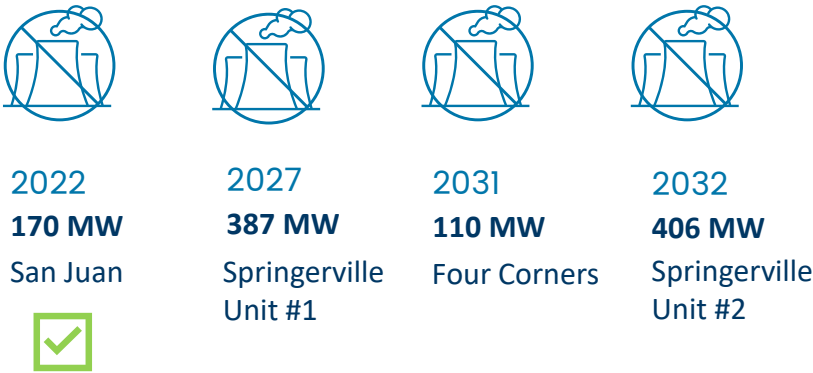 2022
170 MW
San Juan
2027
387 MW
Springerville
Unit #1
2031
110 MW
Four Corners
2032
406 MW
Springerville
Unit #2